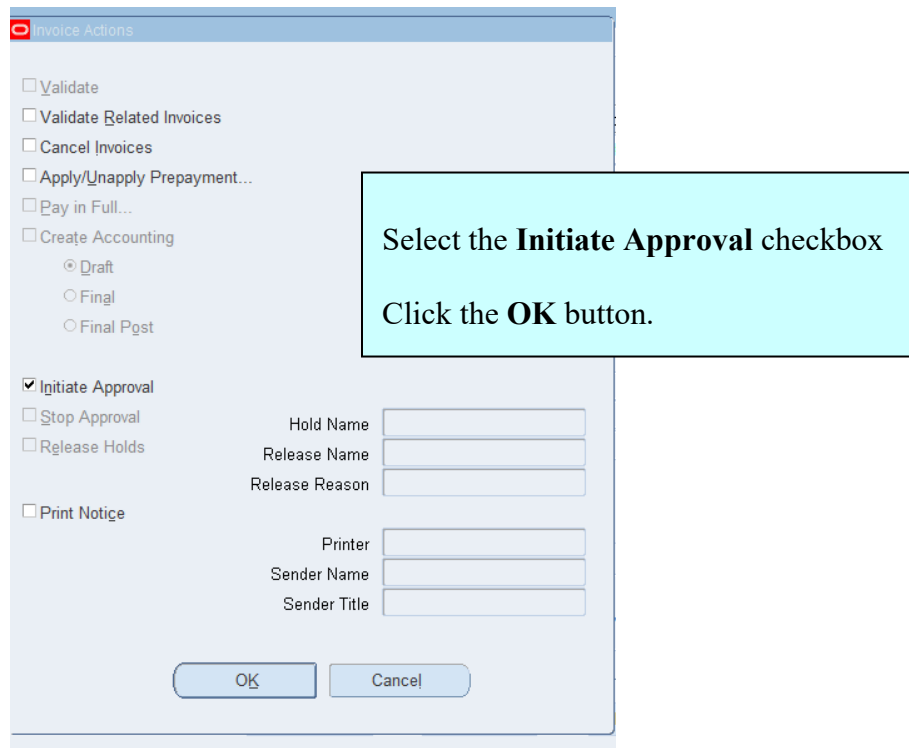 Invoice Actions
Validate
Validate Related Invoices
Cancel Invoices
Apply/Unapply Prepayment...
Pay in Full...
Create Accounting
Draft
Final
Final Post
Select the Initiate Approval checkbox
Click the OK button.
Initiate Approval
Stop Approval
Hold Name
Release Holds
Release Name
Release Reason
Print Notice
Printer
Sender Name
Sender Title
OK
Cancel